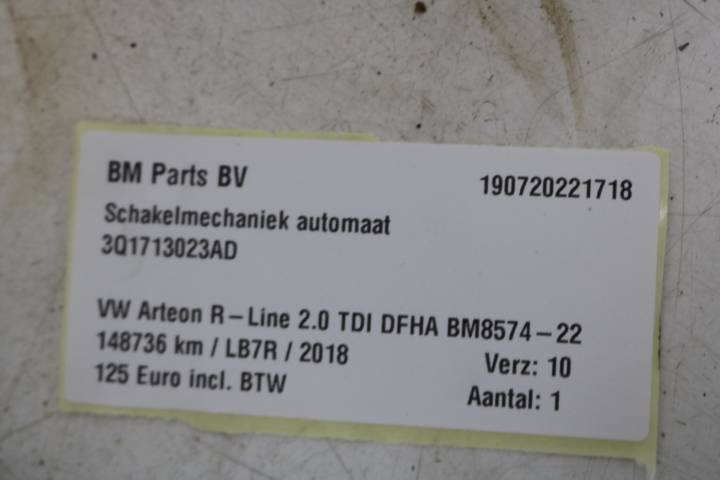 BM Parts BV 190720221718
Schakelmechaniek automaat
3Q1713023AD
VW Arteon R-Line 2.0 TDI DFHA BM8574-22
148736 km / LB7R / 2018 Verz: 10
125 Euro incl. BTW Aantal: 1